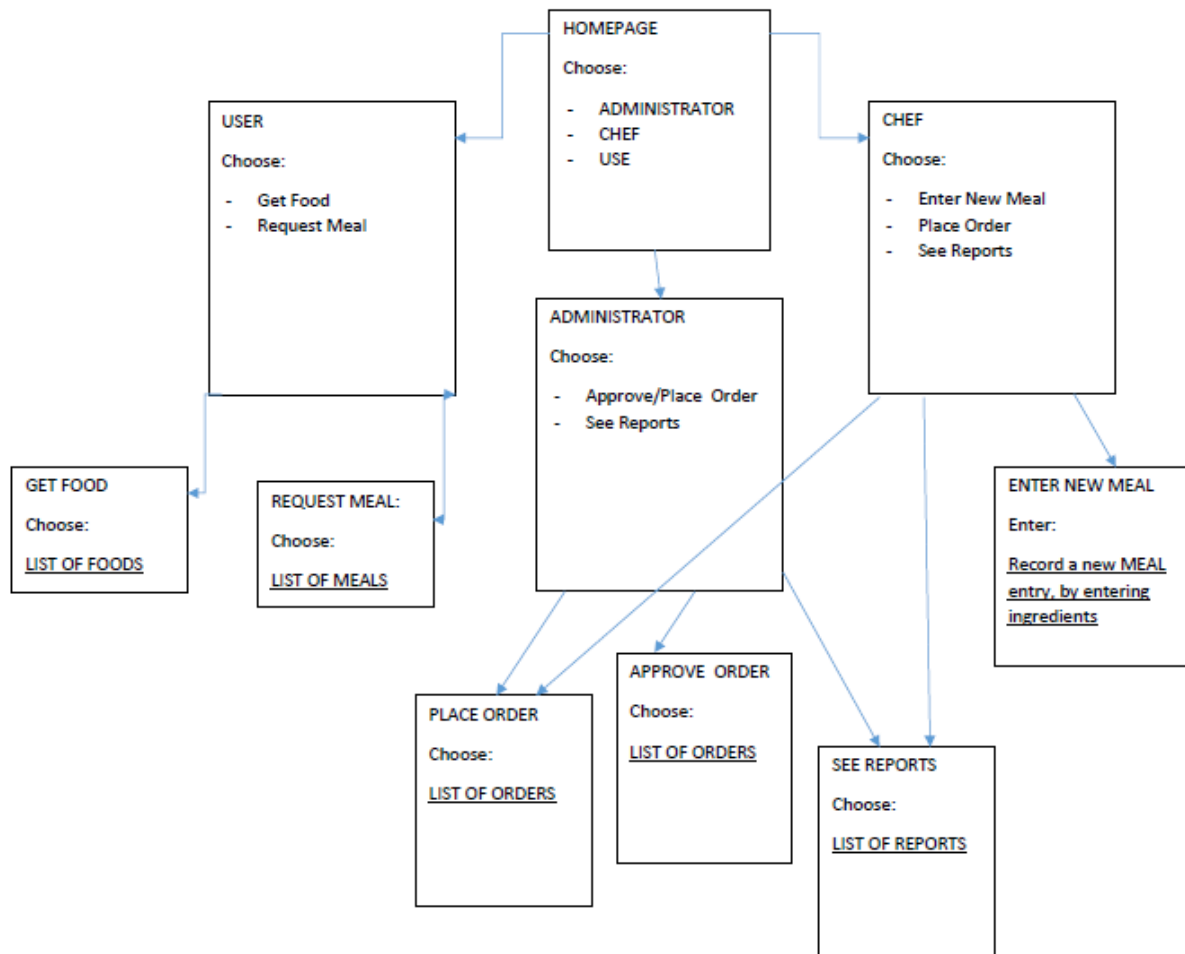 HOMEPAGE
Choose:
- ADMINISTRATOR
- CHEF
- USE
USER
Choose:
- Get Food
- Request Meal
CHEF
Choose:
- Enter New Meal
- Place Order
- See Reports
ADMINISTRATOR
Choose:
- Approve/Place Order
- See Reports
GET FOOD
Choose:
LIST OF FOODS
REQUEST MEAL:
Choose:
LIST OF MEALS
ENTER NEW MEAL
Enter:
Record a new MEAL
entry, by entering
ingredients
PLACE ORDER
Choose:
LIST OF ORDERS
APPROVE ORDER
Choose:
LIST OF ORDERS
SEE REPORTS
Choose:
LIST OF REPORTS